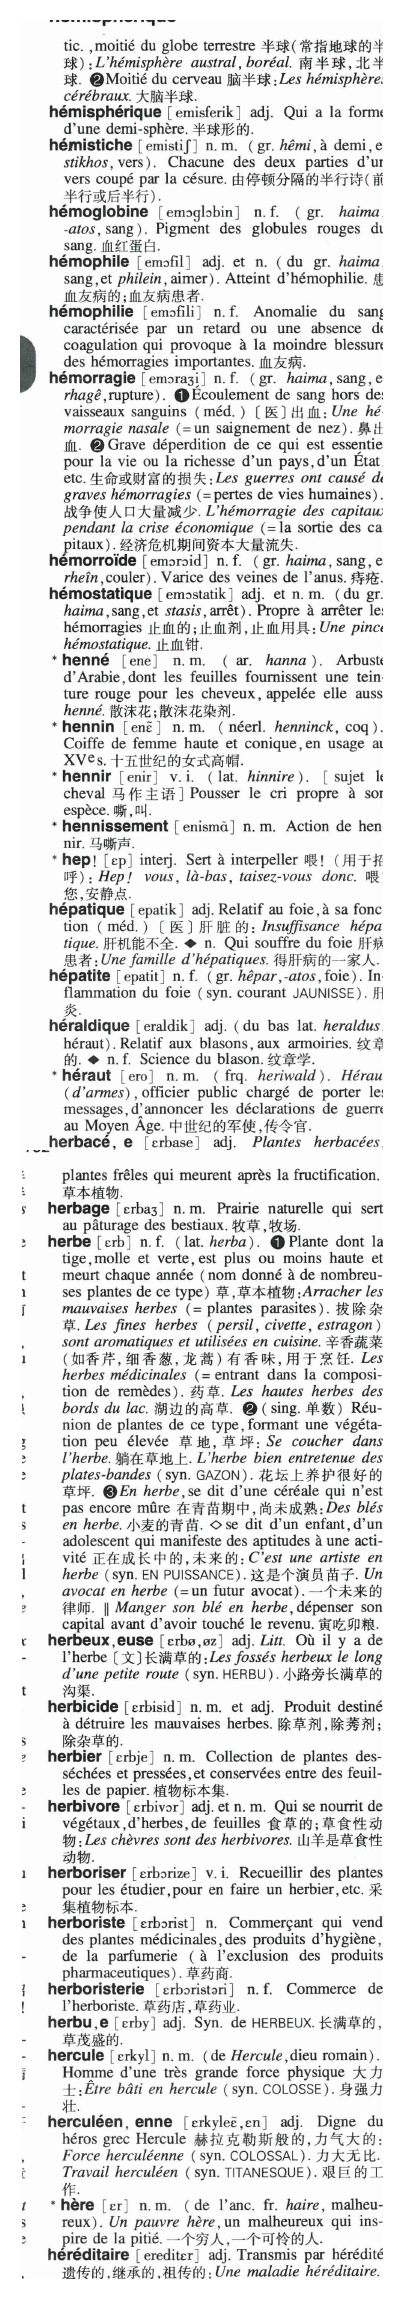 tic. ,moitié du globe terrestre 半球(常指地球的半
球):L'hémisphère austral, boréal. 南半球,北半
球. ❷Moitié du cerveau 脑半球:Les hémisphères
cérébraux. 大脑半球.
hémisphérique [emisferik] adj. Qui a la forme
d'une demi-sphère. 半球形的.
hémistiche [emistiʃ] n. m. (gr. hêmi,à demi, e
stikhos, vers). Chacune des deux parties d'un
vers coupé par la césure. 由停顿分隔的半行诗(前
半行或后半行).
hémoglobine [emɔglɔbin] n. f. ( gr. haima,
-atos, sang). Pigment des globules rouges du
sang. 血红蛋白.
hémophile [emɔfil] adj. et n. ( du gr. haima
sang,et philein,aimer). Atteint d'hémophilie. 患
血友病的;血友病患者.
hémophilie [emɔfili] n. f. Anomalie du sang
caractérisée par un retard ou une absence de
coagulation qui provoque à la moindre blessure
des hémorragies importantes. 血友病.
hémorragie [emɔraʒi] n. f. ( gr. haima, sang, e
rhagê,rupture). ❶Écoulement de sang hors des
vaisseaux sanguins (méd. )〔医〕出血:Une hé-
morragie nasale (=un saignement de nez). 鼻出
血. ❷Grave déperdition de ce qui est essentie
pour la vie ou la richesse d'un pays,d'un État
etc. 生命或财富的损失:Les guerres ont causé de
graves hémorragies (=pertes de vies humaines).
战争使人口大量减少. L'hémorragie des capitaux
pendant la crise économique (=la sortie des ca
pitaux). 经济危机期间资本大量流失.
hémorroïde [emɔrɔid] n. f. ( gr. haima, sang, e
rheîn,couler). Varice des veines de l'anus. 痔疮.
hémostatique [emɔstatik] adj. et n. m. (du gr.
haima,sang,et stasis,arrêt). Propre à arrêter les
hémorragies 止血的;止血剂,止血用具:Une pince
hémostatique. 止血钳.
* henné [ene] n. m. ( ar. hanna ). Arbuste
d'Arabie,dont les feuilles fournissent une tein-
ture rouge pour les cheveux, appelée elle auss
henné. 散沫花;散沫花染剂.
* hennin [enɛ̃] n. m. ( néerl. henninck, coq ).
Coiffe de femme haute et conique,en usage au
XVe s. 十五世纪的女式高帽.
* hennir [enir] v. i. ( lat. hinnire ). [ sujet le
cheval 马作主语] Pousser le cri propre à son
espèce. 嘶,叫.
* hennissement [enismã] n. m. Action de hen
nir. 马嘶声.
* hep! [ɛp] interj. Sert à interpeller 喂! (用于招
呼): Hep! vous, là-bas, taisez-vous donc. 喂
您,安静点.
hépatique [epatik] adj. Relatif au foie,à sa fonc
tion (méd. ) 〔医〕肝脏的: Insuffisance hépa
tique. 肝机能不全. ◆ n. Qui souffre du foie 肝病
患者:Une famille d'hépatiques. 得肝病的一家人.
hépatite [epatit] n. f. (gr. hêpar,-atos,foie). In
flammation du foie (syn. courant JAUNISSE). 肝
炎.
héraldique [eraldik] adj. (du bas lat. heraldus
héraut). Relatif aux blasons,aux armoiries. 纹章
的. ◆ n. f. Science du blason. 纹章学.
* héraut [ero] n. m. ( frq. heriwald ). Hérau
(d'armes),officier public chargé de porter les
messages,d'annoncer les déclarations de guerre
au Moyen Âge. 中世纪的军使,传令官.
herbacé, e [ɛrbase] adj. Plantes herbacées
plantes frêles qui meurent après la fructification.
草本植物.
herbage [ɛrbaʒ] n. m. Prairie naturelle qui sert
au pâturage des bestiaux. 牧草,牧场.
herbe [ɛrb] n. f. (lat. herba). ❶Plante dont la
tige,molle et verte,est plus ou moins haute et
meurt chaque année (nom donné à de nombreu-
ses plantes de ce type) 草,草本植物:Arracher les
mauvaises herbes (= plantes parasites). 拔除杂
草. Les fines herbes ( persil, civette, estragon )
sont aromatiques et utilisées en cuisine. 辛香蔬菜
(如香芹,细香葱,龙蒿)有香味,用于烹饪. Les
herbes médicinales (=entrant dans la composi-
tion de remèdes). 药草. Les hautes herbes des
bords du lac. 湖边的高草. ❷(sing. 单数) Réu-
nion de plantes de ce type,formant une végéta-
tion peu élevée 草地,草坪: Se coucher dans
l'herbe. 躺在草地上. L'herbe bien entretenue des
plates-bandes (syn. GAZON). 花坛上养护很好的
草坪. ❸En herbe,se dit d'une céréale qui n'est
pas encore mûre 在青苗期中,尚未成熟:Des blés
en herbe. 小麦的青苗. ◇se dit d'un enfant,d'un
adolescent qui manifeste des aptitudes à une acti-
vité 正在成长中的,未来的: C'est une artiste en
herbe (syn. EN PUISSANCE). 这是个演员苗子. Un
avocat en herbe (=un futur avocat). 一个未来的
律师. ‖ Manger son blé en herbe,dépenser son
capital avant d'avoir touché le revenu. 寅吃卯粮.
herbeux,euse [ɛrbø,øz] adj. Litt. Où il y a de
l'herbe〔文〕长满草的:Les fossés herbeux le long
d'une petite route (syn. HERBU). 小路旁长满草的
沟渠.
herbicide [ɛrbisid] n. m. et adj. Produit destiné
à détruire les mauvaises herbes. 除草剂,除莠剂;
除杂草的.
herbier [ɛrbje] n. m. Collection de plantes des-
séchées et pressées,et conservées entre des feuil-
les de papier. 植物标本集.
herbivore [ɛrbivɔr] adj. et n. m. Qui se nourrit de
végétaux,d'herbes,de feuilles 食草的;草食性动
物:Les chèvres sont des herbivores. 山羊是草食性
动物.
herboriser [ɛrbɔrize] v. i. Recueillir des plantes
pour les étudier,pour en faire un herbier,etc. 采
集植物标本.
herboriste [ɛrbɔrist] n. Commerçant qui vend
des plantes médicinales,des produits d'hygiène,
de la parfumerie ( à l'exclusion des produits
pharmaceutiques). 草药商.
herboristerie [ɛrbɔristəri] n. f. Commerce de
l'herboriste. 草药店,草药业.
herbu,e [ɛrby] adj. Syn. de HERBEUX. 长满草的,
草茂盛的.
hercule [ɛrkyl] n. m. (de Hercule,dieu romain).
Homme d'une très grande force physique 大力
士:Être bâti en hercule (syn. COLOSSE). 身强力
壮.
herculéen, enne [ɛrkyleɛ̃,ɛn] adj. Digne du
héros grec Hercule 赫拉克勒斯般的,力气大的:
Force herculéenne (syn. COLOSSAL). 力大无比.
Travail herculéen (syn. TITANESQUE). 艰巨的工
作.
* hère [ɛr] n. m. ( de l'anc. fr. haire, malheu-
reux). Un pauvre hère,un malheureux qui ins-
pire de la pitié. 一个穷人,一个可怜的人.
héréditaire [ereditɛr] adj. Transmis par hérédité
遗传的,继承的,祖传的:Une maladie héréditaire.